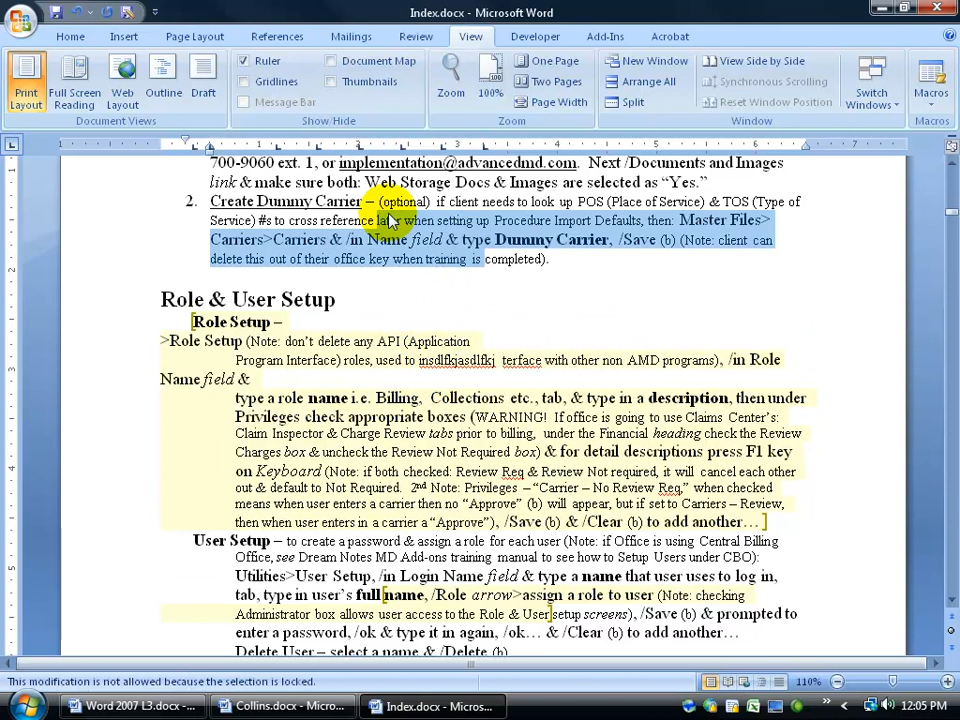 Index.docx - Microsoft Word
Home Insert Page Layout References Mailings Review View Developer Add-Ins Acrobat
Print Layout
Full Screen Reading
Web Layout
Outline
Draft
Document Views
Ruler
Gridlines
Message Bar
Document Map
Thumbnails
Show/Hide
Zoom
100%
One Page
Two Pages
Page Width
Zoom
New Window
Arrange All
Split
View Side by Side
Synchronous Scrolling
Reset Window Position
Switch Windows
Window
Macros
Macros
700-9060 ext. 1, or implementation@advancedmd.com. Next /Documents and Images
link & make sure both: Web Storage Docs & Images are selected as “Yes.”
2. Create Dummy Carrier – (optional) if client needs to look up POS (Place of Service) & TOS (Type of
Service) #s to cross reference later when setting up Procedure Import Defaults, then: Master Files>
Carriers>Carriers & /in Name field & type Dummy Carrier, /Save (b) (Note: client can
delete this out of their office key when training is completed).
Role & User Setup
Role Setup –
>Role Setup (Note: don’t delete any API (Application
Program Interface) roles, used to insdlfkjasdlfkj terface with other non AMD programs), /in Role
Name field &
type a role name i.e. Billing, Collections etc., tab, & type in a description, then under
Privileges check appropriate boxes (WARNING! If office is going to use Claims Center’s:
Claim Inspector & Charge Review tabs prior to billing, under the Financial heading check the Review
Charges box & uncheck the Review Not Required box) & for detail descriptions press F1 key
on Keyboard (Note: if both checked: Review Req & Review Not required, it will cancel each other
out & default to Not Required. 2nd Note: Privileges – “Carrier – No Review Req,” when checked
means when user enters a carrier then no “Approve” (b) will appear, but if set to Carriers – Review,
then when user enters in a carrier a “Approve”), /Save (b) & /Clear (b) to add another…
User Setup – to create a password & assign a role for each user (Note: if Office is using Central Billing
Office, see Dream Notes MD Add-ons training manual to see how to Setup Users under CBO):
Utilities>User Setup, /in Login Name field & type a name that user uses to log in,
tab, type in user’s full name, /Role arrow>assign a role to user (Note: checking
Administrator box allows user access to the Role & User setup screens), /Save (b) & prompted to
enter a password, /ok & type it in again, /ok… & /Clear (b) to add another…
Delete User – select a name & /Delete (b)
This modification is not allowed because the selection is locked.
110%
Word 2007 L3.docx -... Collins.docx - Micros... Index.docx - Micros... 12:05 PM